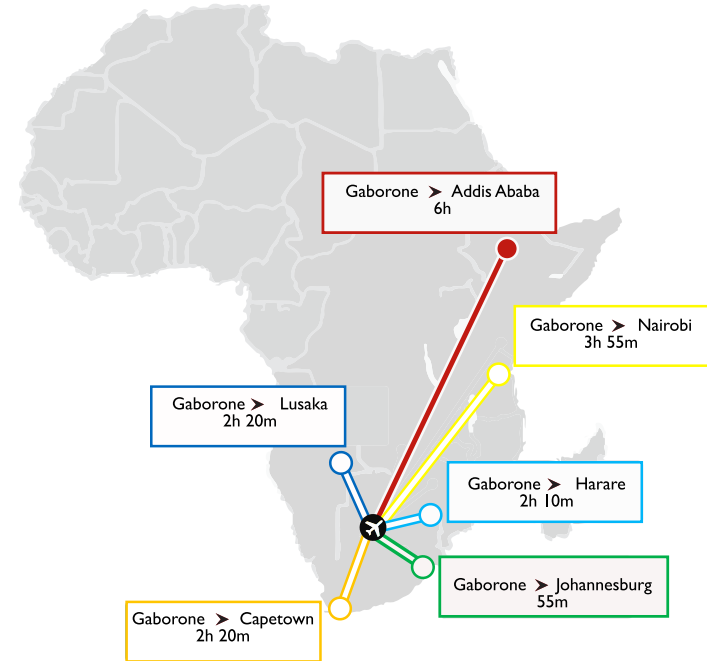 Gaborone ➤ Addis Ababa
6h
Gaborone ➤ Nairobi
3h 55m
Gaborone ➤ Lusaka
2h 20m
Gaborone ➤ Harare
2h 10m
Gaborone ➤ Johannesburg
55m
Gaborone ➤ Capetown
2h 20m